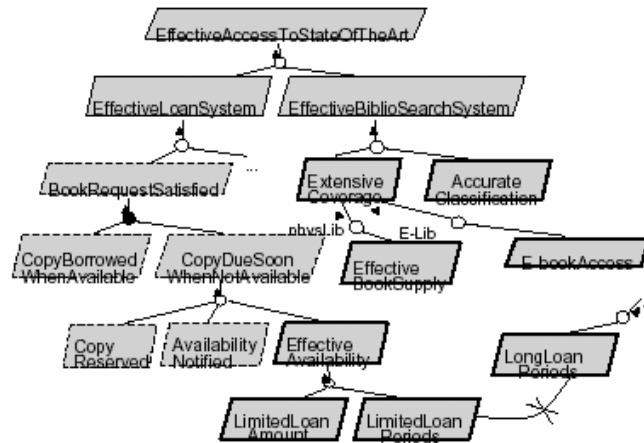 EffectiveAccessToStateOfTheArt
EffectiveLoanSystem
EffectiveBiblioSearchSystem
...
BookRequestSatisfied
Extensive
Coverage
Accurate
Classification
physLib
E-Lib
CopyBorrowed
WhenAvailable
CopyDueSoon
WhenNotAvailable
Effective
BookSupply
E-bookAccess
Copy
Reserved
Availability
Notified
Effective
Availability
LongLoan
Periods
LimitedLoan
Amount
LimitedLoan
Periods